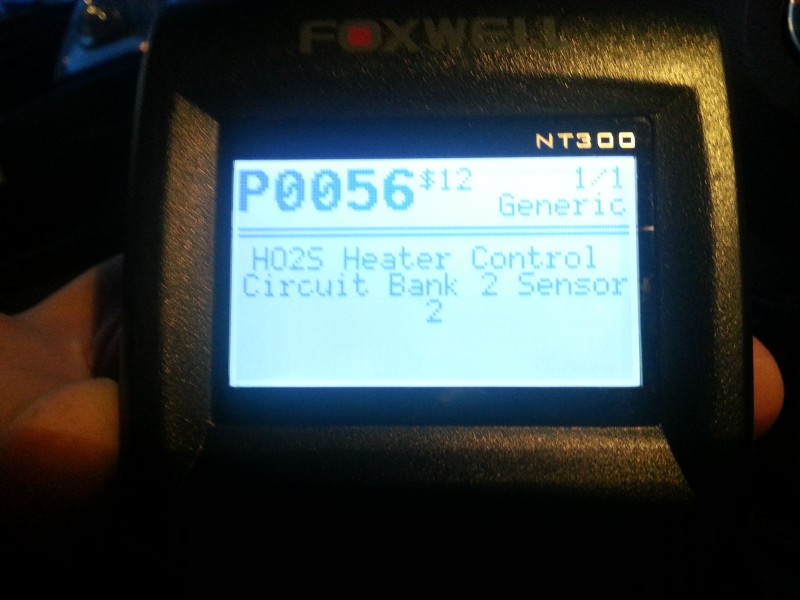 FOXWELL
NT300
P0056 $12 1/1
Generic
HO2S Heater Control
Circuit Bank 2 Sensor
2